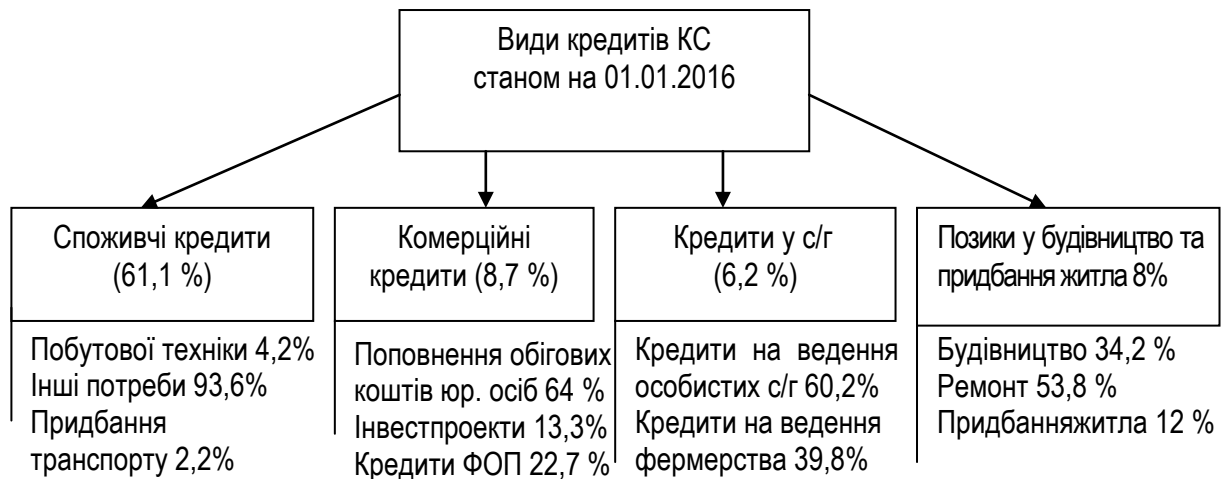 Види кредитів КС
станом на 01.01.2016
Споживчі кредити
(61,1 %)
Побутової техніки 4,2%
Інші потреби 93,6%
Придбання
транспорту 2,2%
Комерційні
кредити (8,7 %)
Поповнення обігових
коштів юр. осіб 64 %
Інвестпроекти 13,3%
Кредити ФОП 22,7 %
Кредити у с/г
(6,2 %)
Кредити на ведення
особистих с/г 60,2%
Кредити на ведення
фермерства 39,8%
Позики у будівництво та
придбання житла 8%
Будівництво 34,2 %
Ремонт 53,8 %
Придбанняжитла 12 %